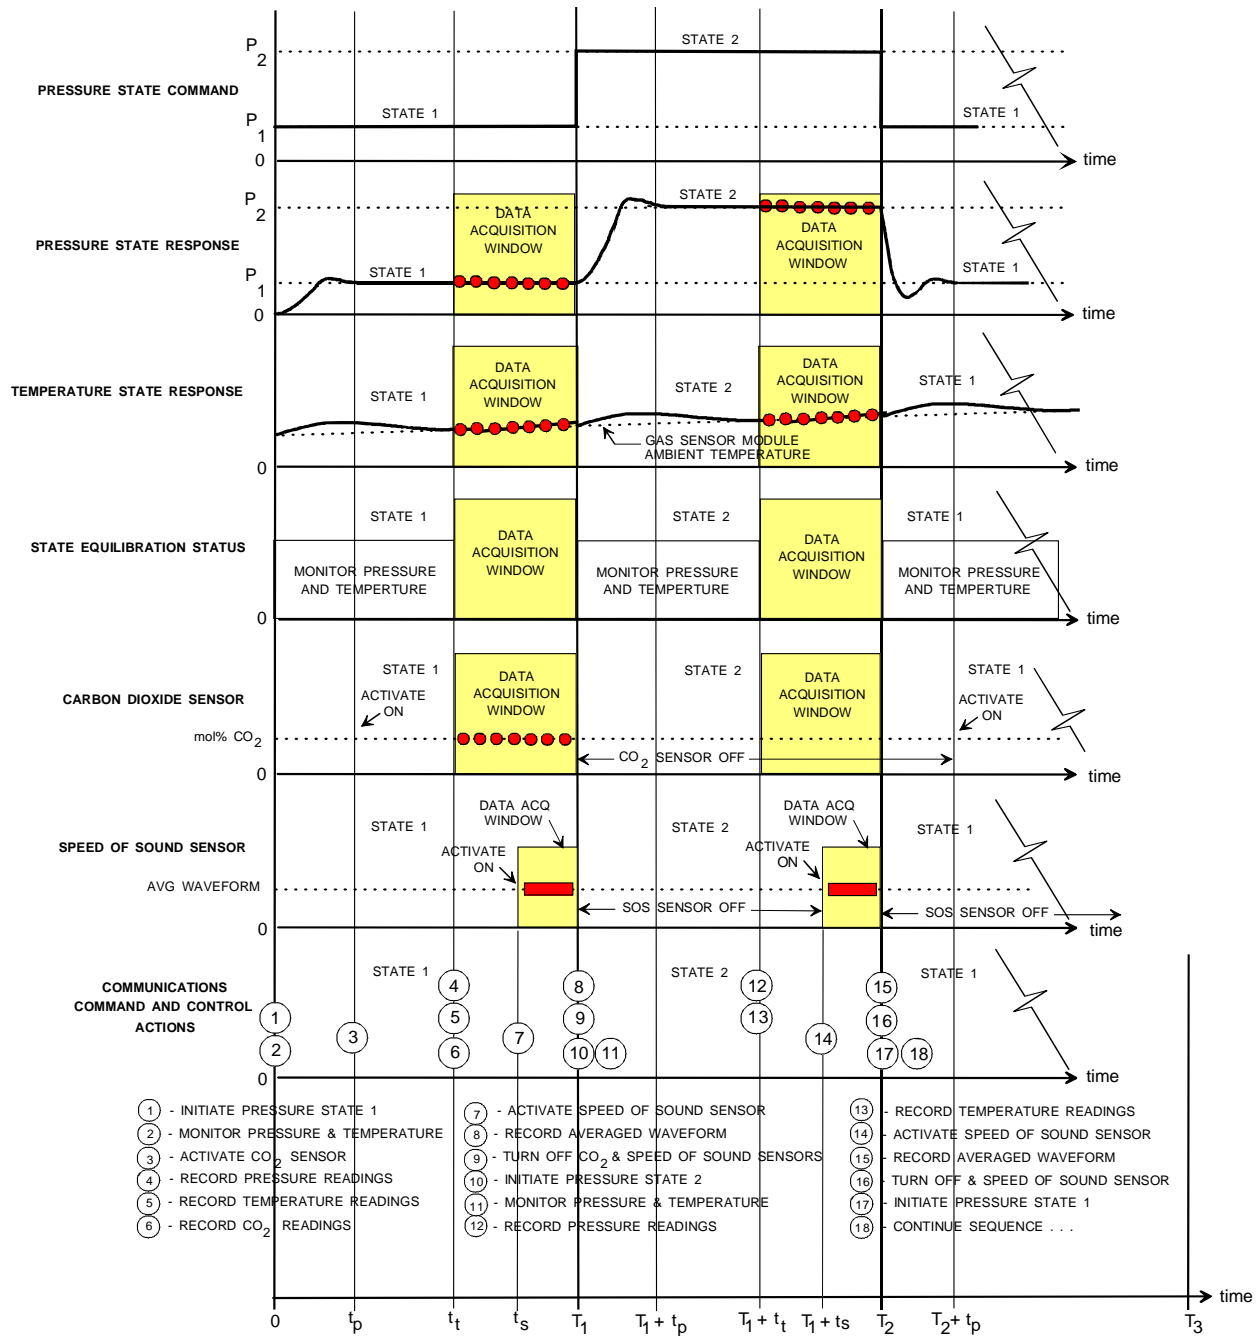 P2
STATE 2
PRESSURE STATE COMMAND
STATE 1
P1
STATE 1
0
time
P2
STATE 2
DATA
ACQUISITION
WINDOW
DATA
ACQUISITION
WINDOW
PRESSURE STATE RESPONSE
P1
STATE 1
STATE 1
0
time
DATA
ACQUISITION
WINDOW
DATA
ACQUISITION
WINDOW
TEMPERATURE STATE RESPONSE
STATE 1
STATE 2
STATE 1
GAS SENSOR MODULE
AMBIENT TEMPERATURE
0
time
STATE 1
STATE 2
STATE 1
STATE EQUILIBRATION STATUS
DATA
ACQUISITION
WINDOW
DATA
ACQUISITION
WINDOW
MONITOR PRESSURE
AND TEMPERTURE
MONITOR PRESSURE
AND TEMPERTURE
MONITOR PRESSURE
AND TEMPERTURE
0
time
STATE 1
STATE 2
STATE 1
DATA
ACQUISITION
WINDOW
DATA
ACQUISITION
WINDOW
CARBON DIOXIDE SENSOR
ACTIVATE
ON
ACTIVATE
ON
mol% CO2
CO2 SENSOR OFF
0
time
DATA ACQ
WINDOW
DATA ACQ
WINDOW
STATE 1
STATE 2
STATE 1
SPEED OF SOUND SENSOR
ACTIVATE
ON
ACTIVATE
ON
AVG WAVEFORM
SOS SENSOR OFF
SOS SENSOR OFF
0
time
STATE 1
STATE 2
STATE 1
COMMUNICATIONS
COMMAND AND CONTROL
ACTIONS
1
2
3
4
5
6
7
8
9
10
11
12
13
14
15
16
17
18
0
time
1 - INITIATE PRESSURE STATE 1
2 - MONITOR PRESSURE & TEMPERATURE
3 - ACTIVATE CO2 SENSOR
4 - RECORD PRESSURE READINGS
5 - RECORD TEMPERATURE READINGS
6 - RECORD CO2 READINGS
7 - ACTIVATE SPEED OF SOUND SENSOR
8 - RECORD AVERAGED WAVEFORM
9 - TURN OFF CO2 & SPEED OF SOUND SENSORS
10 - INITIATE PRESSURE STATE 2
11 - MONITOR PRESSURE & TEMPERATURE
12 - RECORD PRESSURE READINGS
13 - RECORD TEMPERATURE READINGS
14 - ACTIVATE SPEED OF SOUND SENSOR
15 - RECORD AVERAGED WAVEFORM
16 - TURN OFF & SPEED OF SOUND SENSOR
17 - INITIATE PRESSURE STATE 1
18 - CONTINUE SEQUENCE . . .
time
0 tp tt ts T1 T1 + tp T1 + tt T1 + ts T2 T2 + tp T3